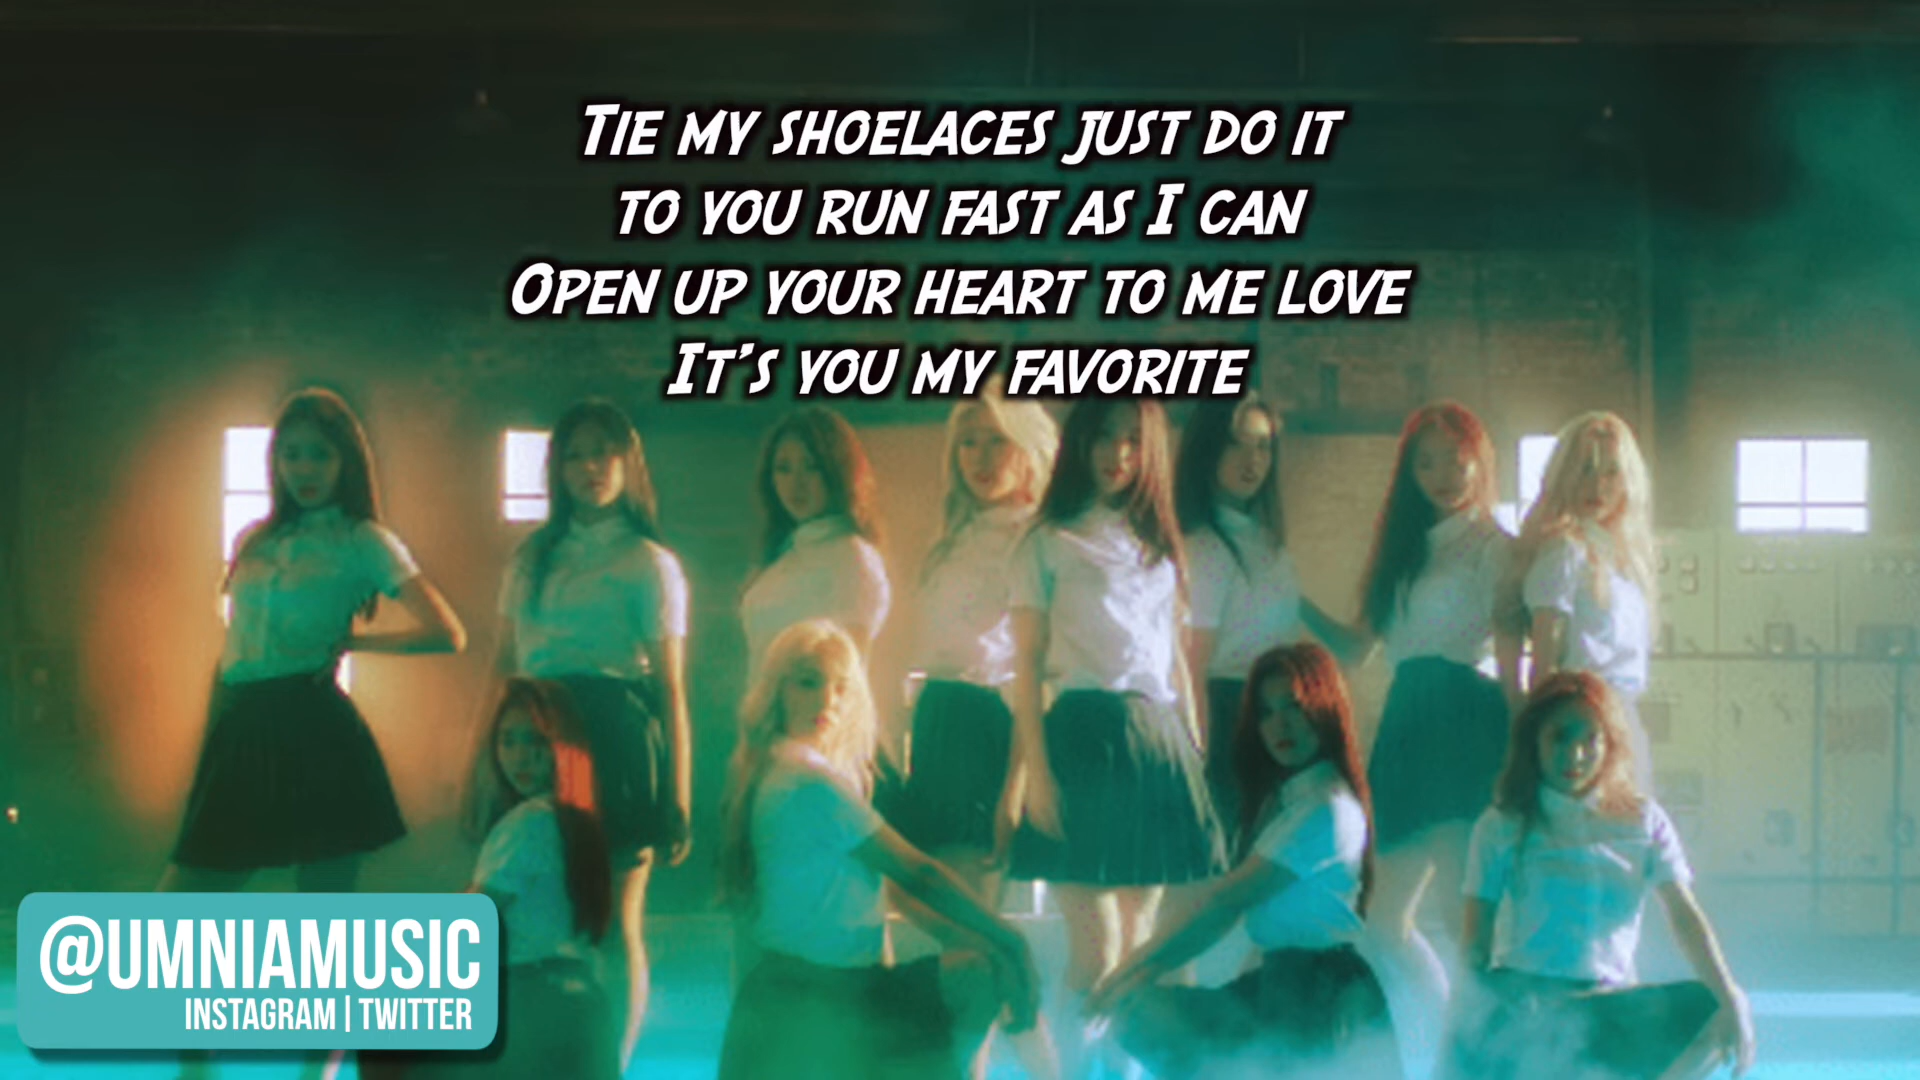 Tie my shoelaces just do it
to you run fast as I can
Open up your heart to me love
It's you my favorite
@UMNIAMUSIC
INSTAGRAM | TWITTER